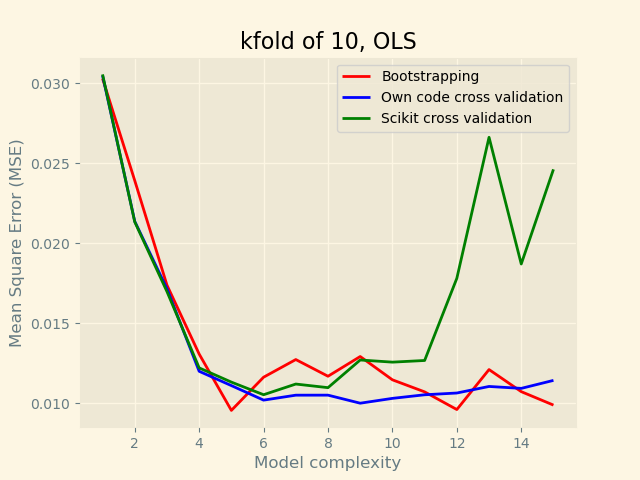 kfold of 10, OLS
Bootstrapping
Own code cross validation
Scikit cross validation
Mean Square Error (MSE)
0.030
0.025
0.020
0.015
0.010
2 4 6 8 10 12 14
Model complexity